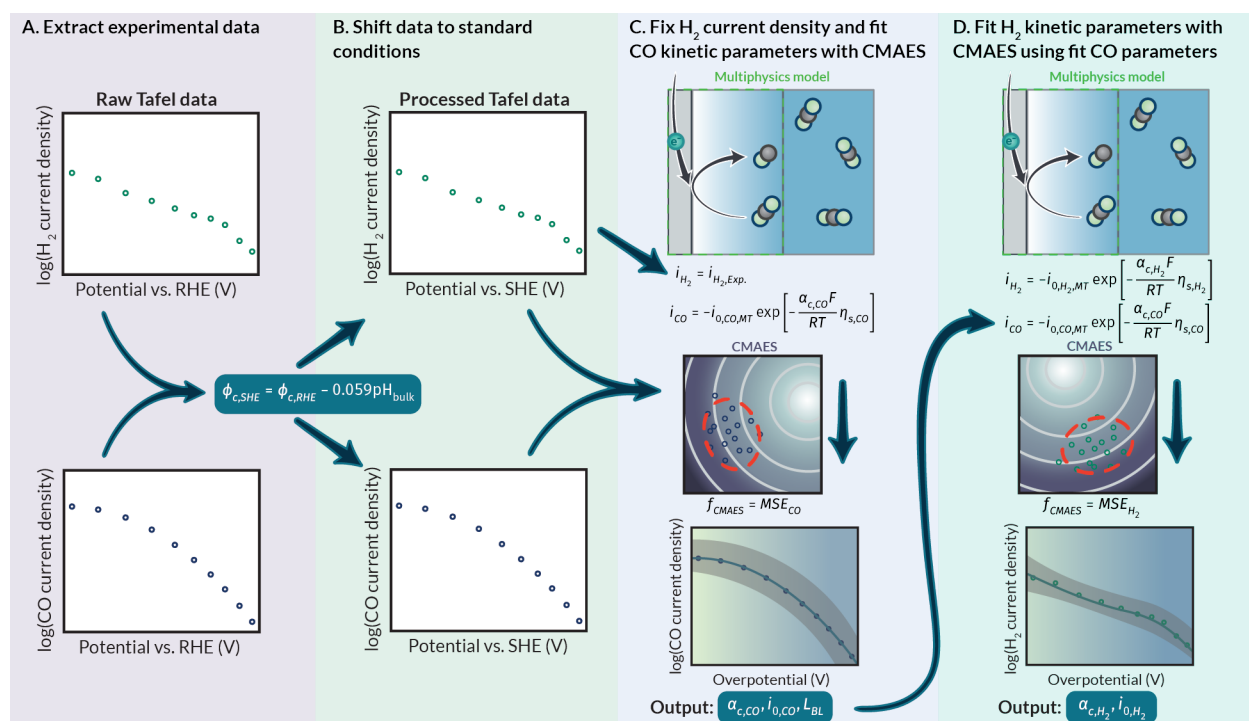 A. Extract experimental data
Raw Tafel data
log(H₂ current density)
Potential vs. RHE (V)
log(CO current density)
Potential vs. RHE (V)
ϕc,SHE = ϕc,RHE − 0.059pHbulk
B. Shift data to standard
conditions
Processed Tafel data
log(H₂ current density)
Potential vs. SHE (V)
log(CO current density)
Potential vs. SHE (V)
C. Fix H₂ current density and fit
CO kinetic parameters with CMAES
Multiphysics model
e⁻
iH₂ = iH₂,Exp.
iCO = −i0,CO,MT exp[−αc,COF/RT ηs,CO]
CMAES
fCMAES = MSECO
log(CO current density)
Overpotential (V)
Output: αc,CO, i0,CO, LBL
D. Fit H₂ kinetic parameters with
CMAES using fit CO parameters
Multiphysics model
e⁻
iH₂ = −i0,H₂,MT exp[−αc,H₂F/RT ηs,H₂]
iCO = −i0,CO,MT exp[−αc,COF/RT ηs,CO]
CMAES
fCMAES = MSEH₂
log(H₂ current density)
Overpotential (V)
Output: αc,H₂, i0,H₂